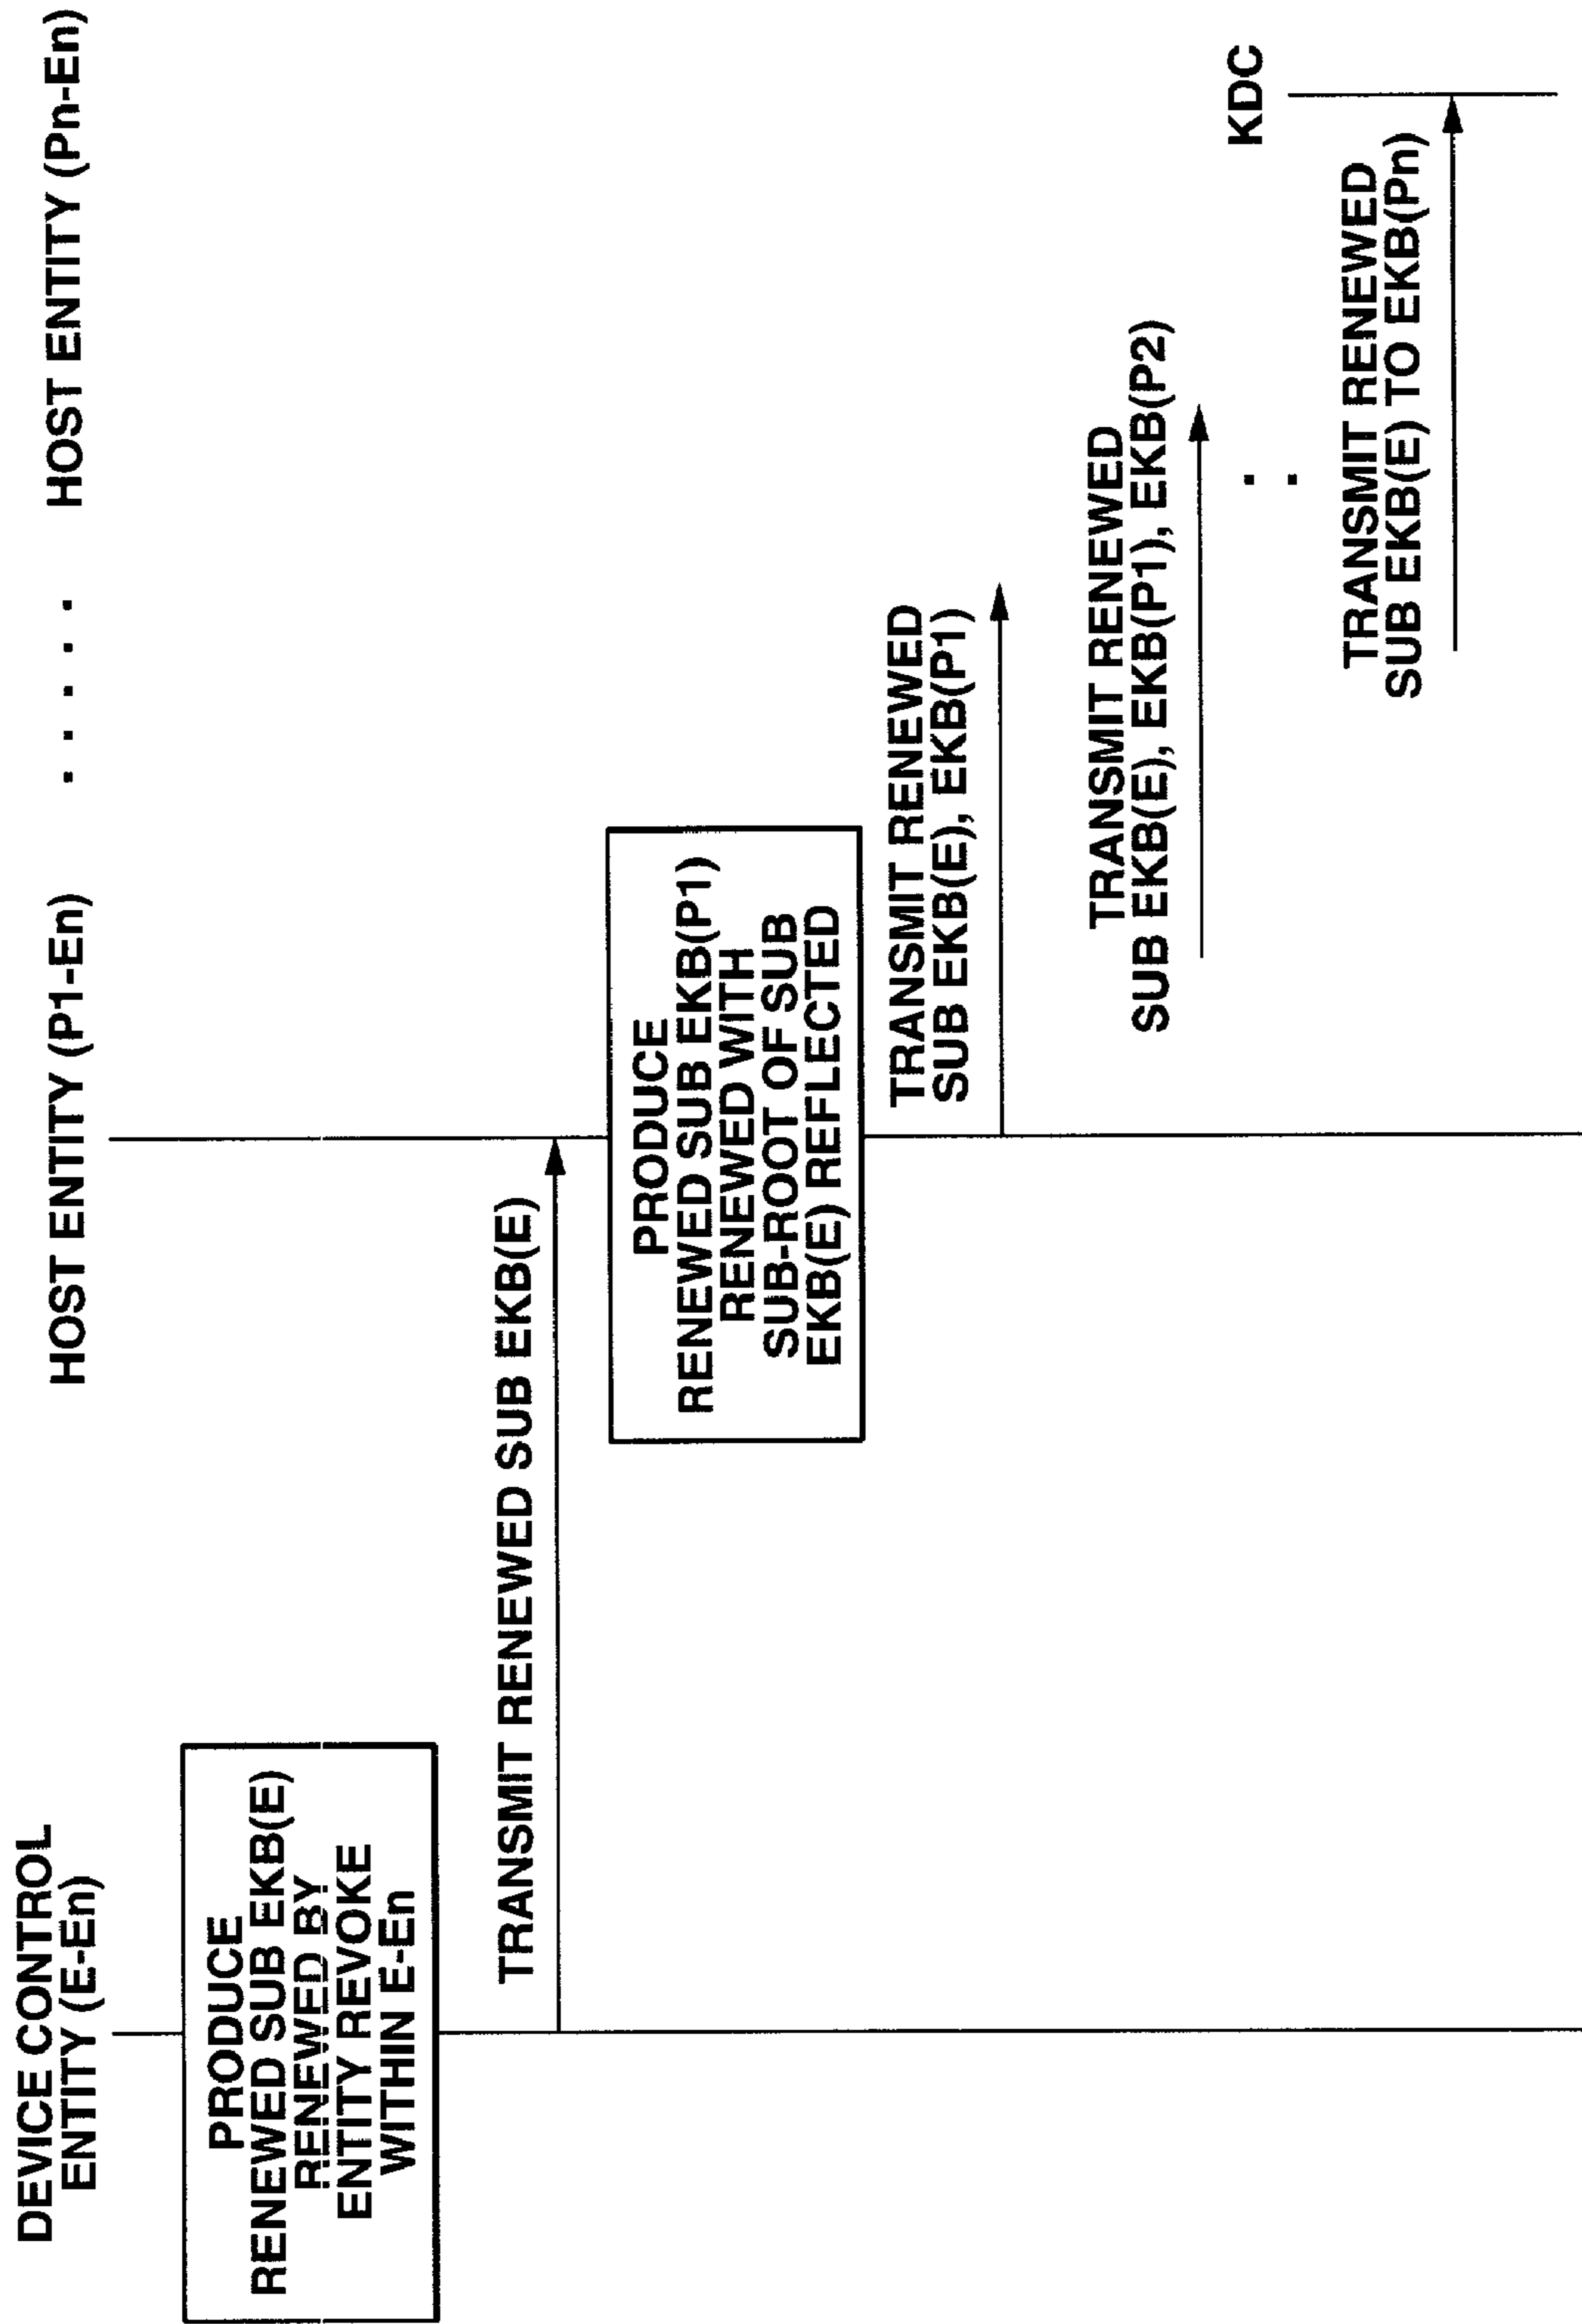 DEVICE CONTROL
ENTITY (E-En)
HOST ENTITY (P1-En)
. . . . .
HOST ENTITY (Pn-En)
PRODUCE
RENEWED SUB EKB(E)
RENEWED BY
ENTITY REVOKE
WITHIN E-En
TRANSMIT RENEWED SUB EKB(E)
PRODUCE
RENEWED SUB EKB(P1)
RENEWED WITH
SUB-ROOT OF SUB
EKB(E) REFLECTED
TRANSMIT RENEWED
SUB EKB(E), EKB(P1)
TRANSMIT RENEWED
SUB EKB(E), EKB(P1), EKB(P2)
. .
KDC
TRANSMIT RENEWED
SUB EKB(E) TO EKB(Pn)